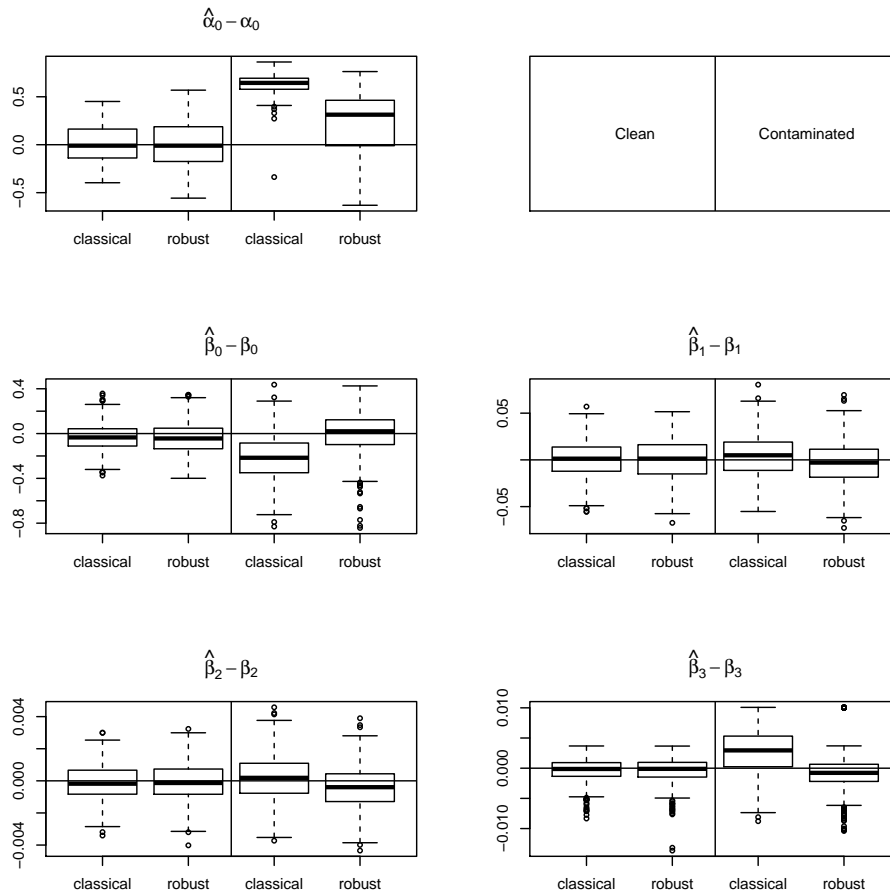 α̂₀ − α₀
0.5
0.0
−0.5
classical robust classical robust
Clean Contaminated
β̂₀ − β₀
0.4
0.0
−0.4
−0.8
classical robust classical robust
β̂₁ − β₁
0.05
−0.05
classical robust classical robust
β̂₂ − β₂
0.004
0.000
−0.004
classical robust classical robust
β̂₃ − β₃
0.010
0.000
−0.010
classical robust classical robust